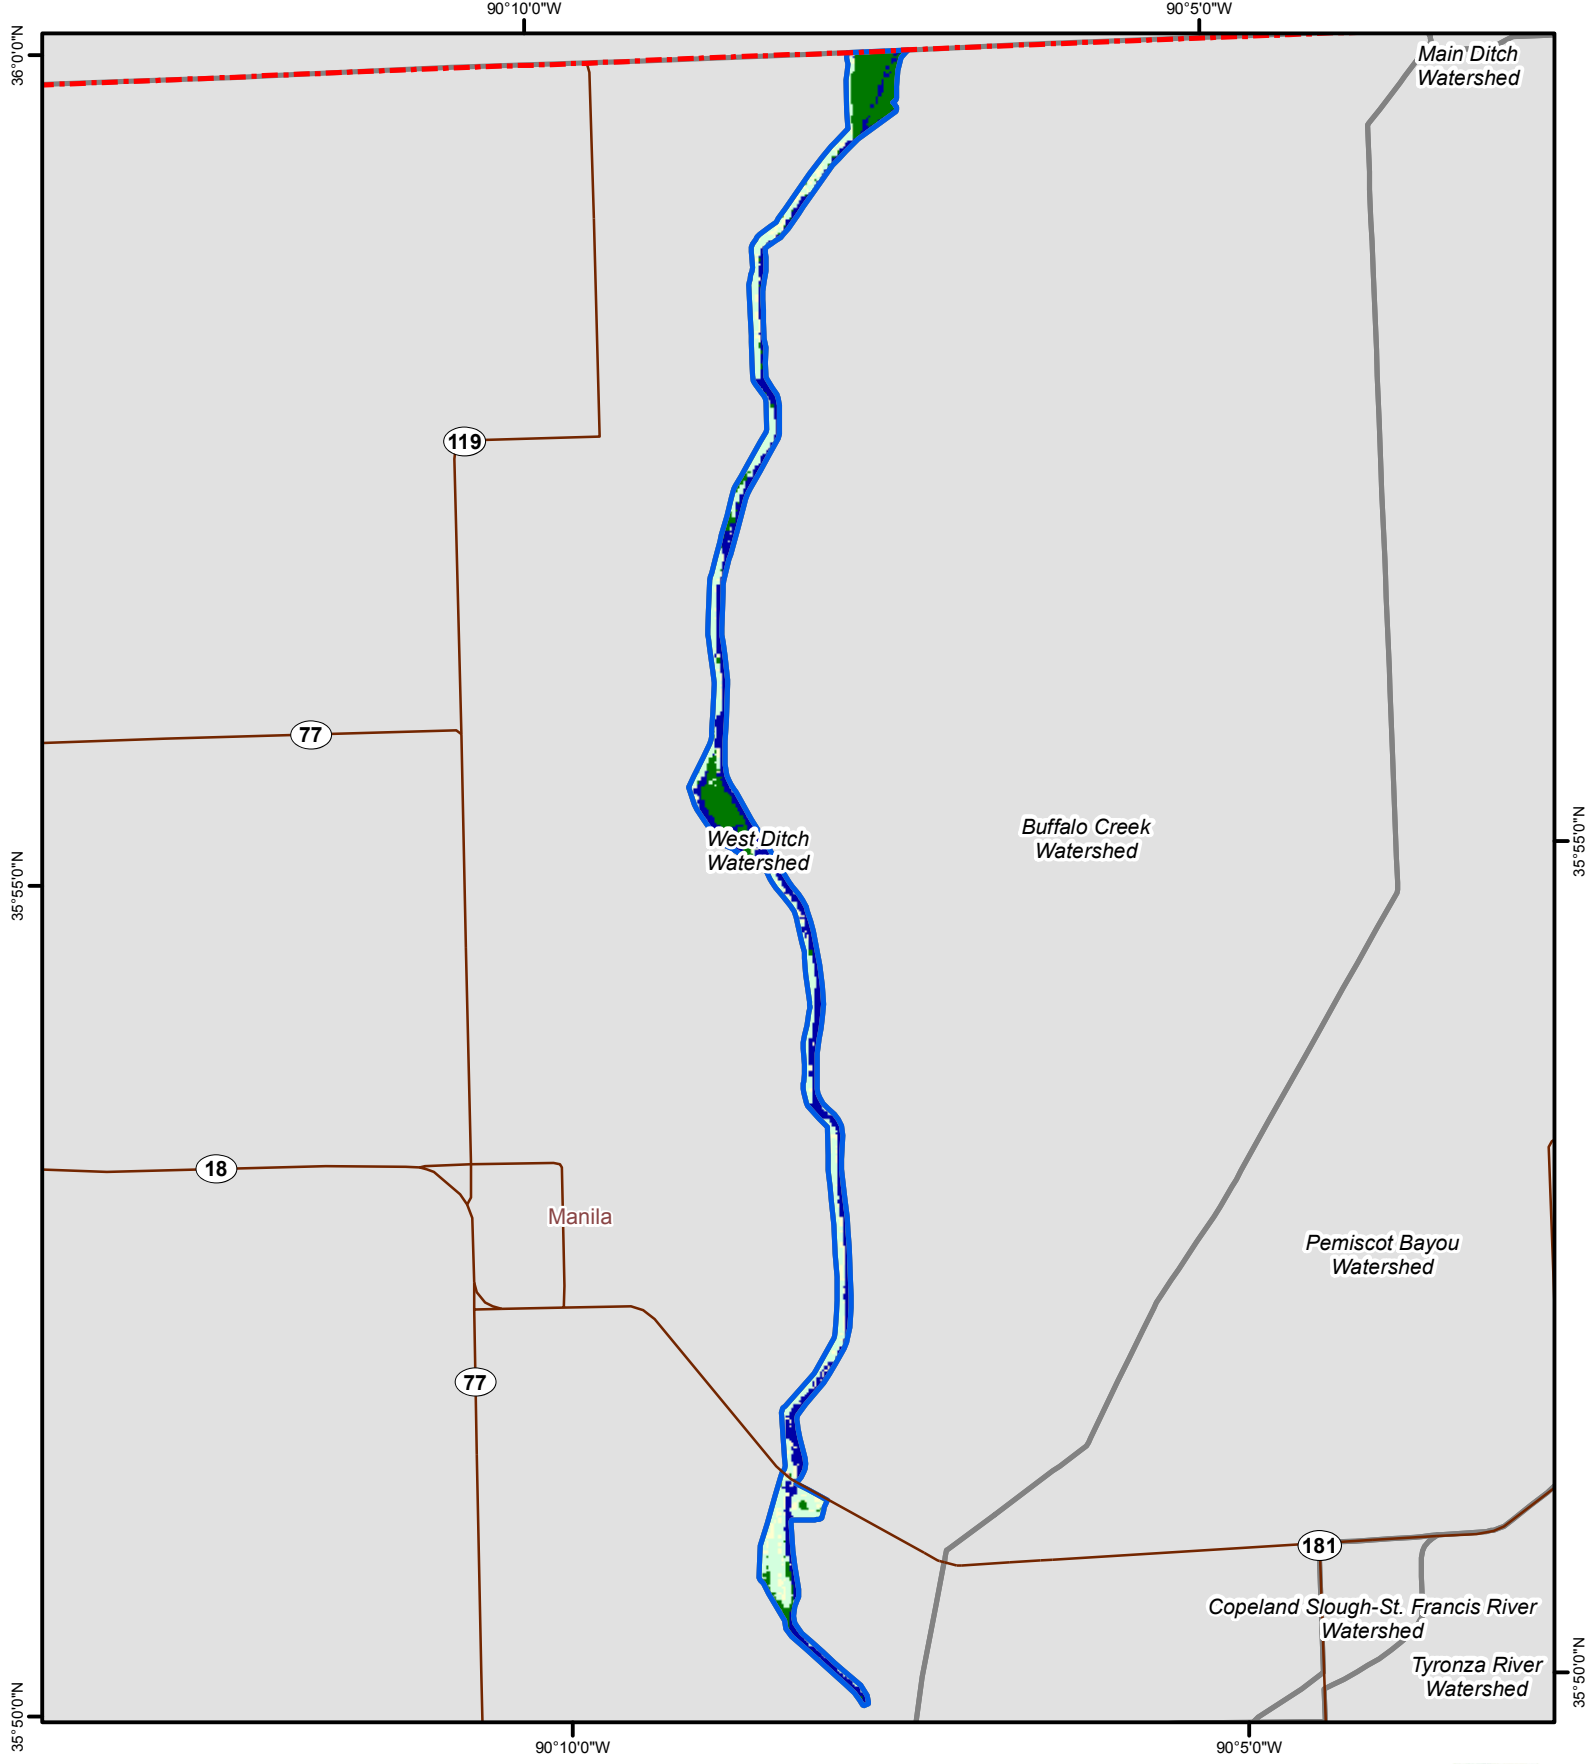 90°10'0"W
90°5'0"W
36°0'0"N
Main Ditch
Watershed
119
77
West Ditch
Watershed
Buffalo Creek
Watershed
35°55'0"N
35°55'0"N
18
Manila
Pemiscot Bayou
Watershed
77
181
Copeland Slough-St. Francis River
Watershed
Tyronza River
Watershed
35°50'0"N
35°50'0"N
90°10'0"W
90°5'0"W